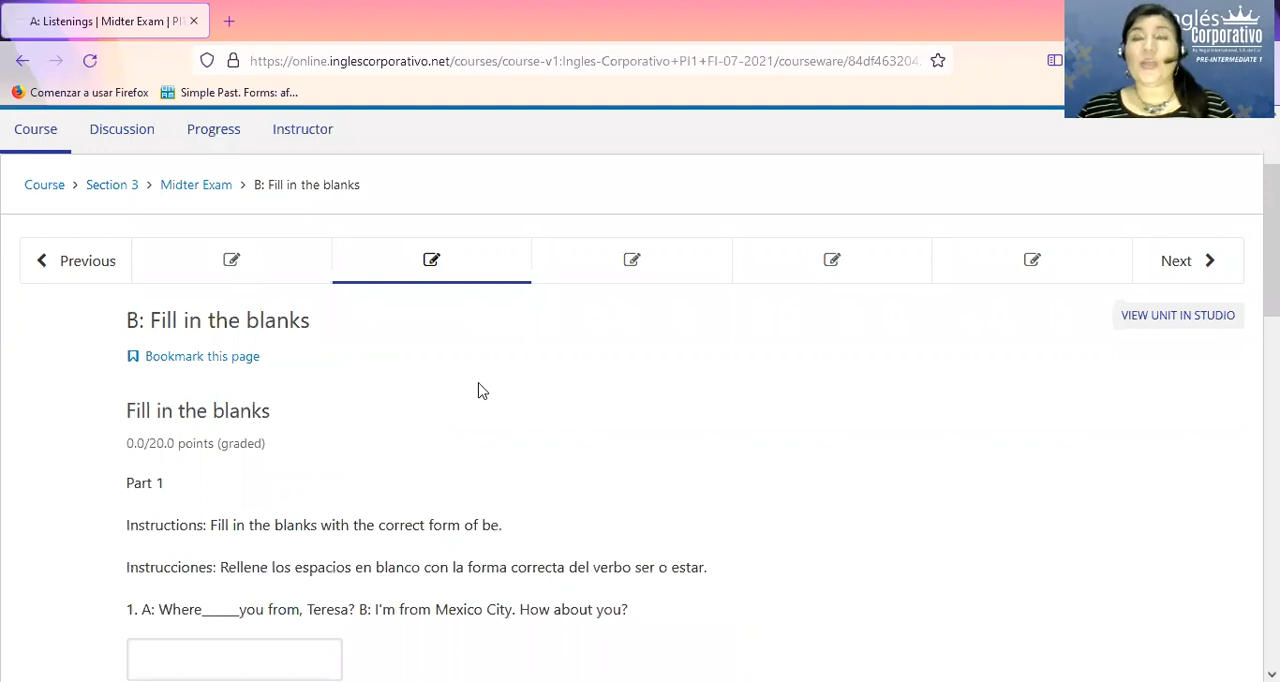 A: Listenings | Midter Exam | PI
https://online.inglescorporativo.net/courses/course-v1:Ingles-Corporativo+PI1+FI-07-2021/courseware/84df463204.
Comenzar a usar Firefox
Simple Past. Forms: af...
nglés
Corporativo
PRE-INTERMEDIATE 1
Course
Discussion
Progress
Instructor
Course > Section 3 > Midter Exam > B: Fill in the blanks
Previous
Next
B: Fill in the blanks
VIEW UNIT IN STUDIO
Bookmark this page
Fill in the blanks
0.0/20.0 points (graded)
Part 1
Instructions: Fill in the blanks with the correct form of be.
Instrucciones: Rellene los espacios en blanco con la forma correcta del verbo ser o estar.
1. A: Where_____you from, Teresa? B: I'm from Mexico City. How about you?